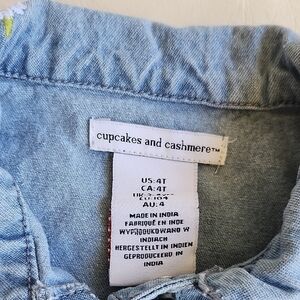 cupcakes and cashmere™
US:4T
CA:4T
AU:4
MADE IN INDIA
FABRIQUÉ EN INDE
WYPRODUKOWANO W
INDIACH
HERGESTELLT IN INDIEN
GEPRODUCEERD IN
INDIA